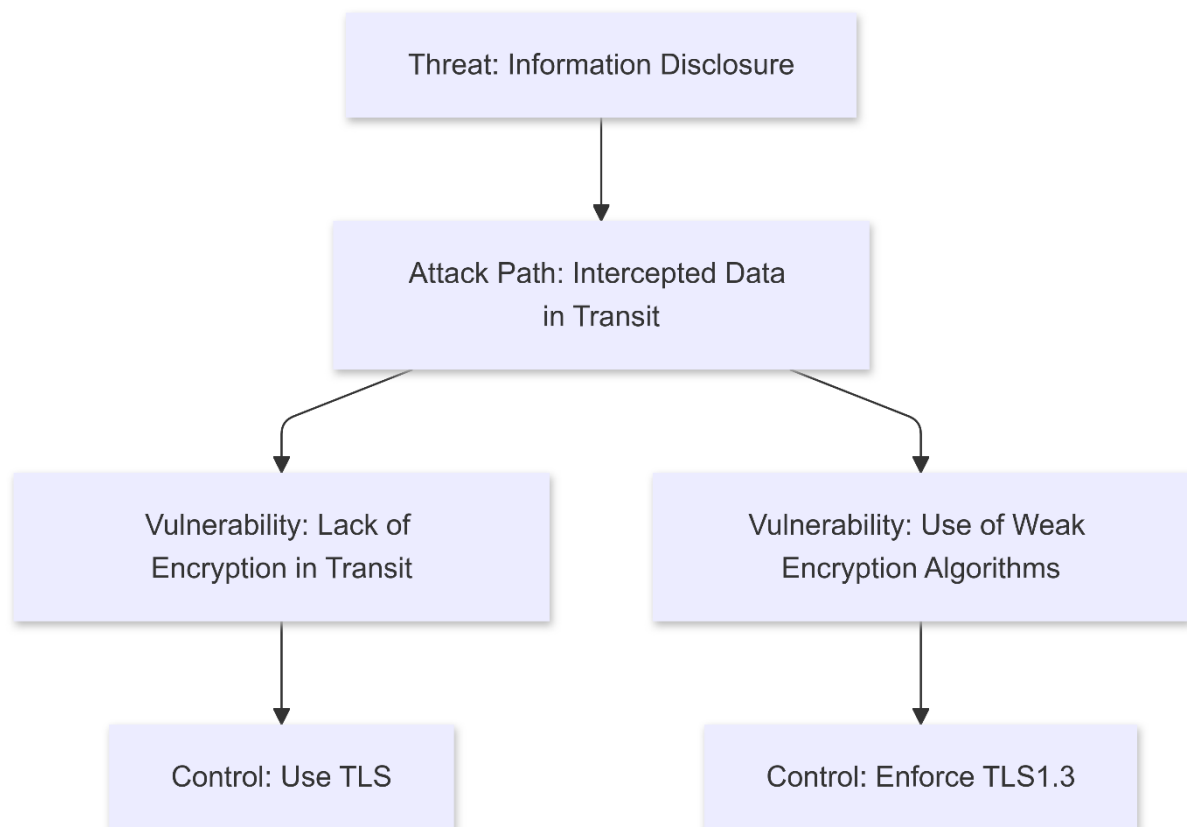 Threat: Information Disclosure
Attack Path: Intercepted Data
in Transit
Vulnerability: Lack of
Encryption in Transit
Vulnerability: Use of Weak
Encryption Algorithms
Control: Use TLS
Control: Enforce TLS1.3